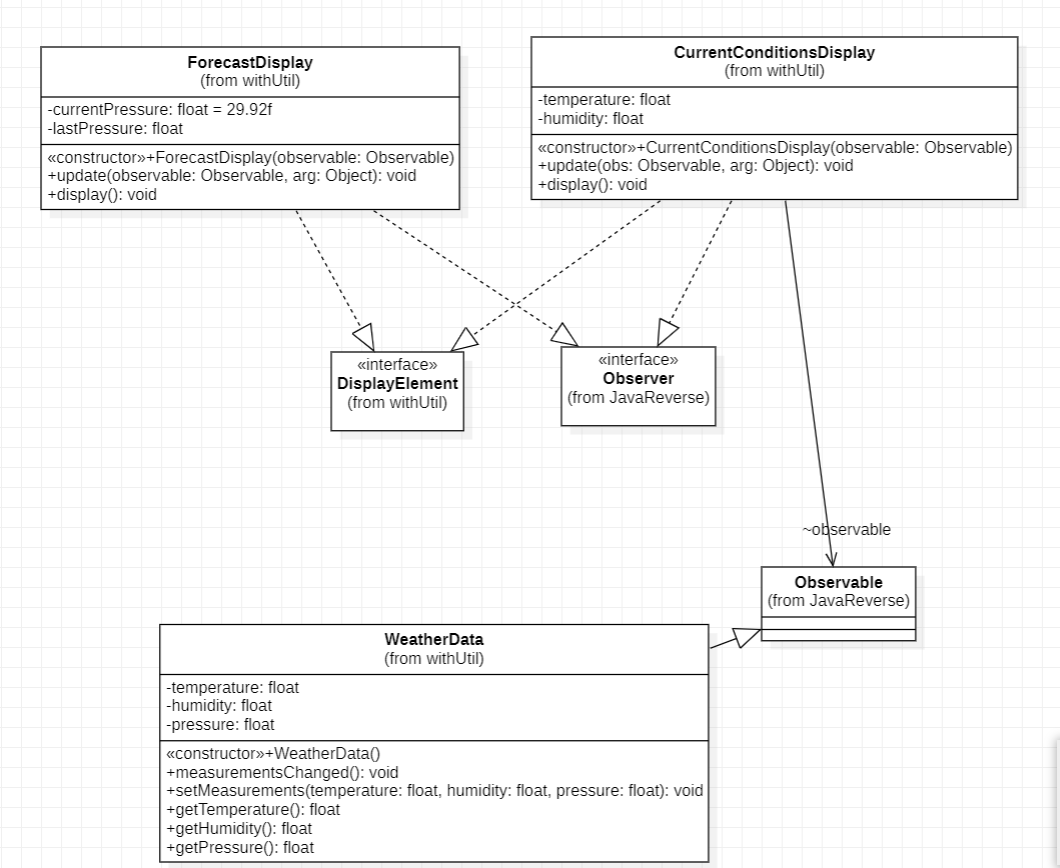 ForecastDisplay
(from withUtil)
-currentPressure: float = 29.92f
-lastPressure: float
«constructor»+ForecastDisplay(observable: Observable)
+update(observable: Observable, arg: Object): void
+display(): void
CurrentConditionsDisplay
(from withUtil)
-temperature: float
-humidity: float
«constructor»+CurrentConditionsDisplay(observable: Observable)
+update(obs: Observable, arg: Object): void
+display(): void
«interface»
DisplayElement
(from withUtil)
«interface»
Observer
(from JavaReverse)
~observable
Observable
(from JavaReverse)
WeatherData
(from withUtil)
-temperature: float
-humidity: float
-pressure: float
«constructor»+WeatherData()
+measurementsChanged(): void
+setMeasurements(temperature: float, humidity: float, pressure: float): void
+getTemperature(): float
+getHumidity(): float
+getPressure(): float